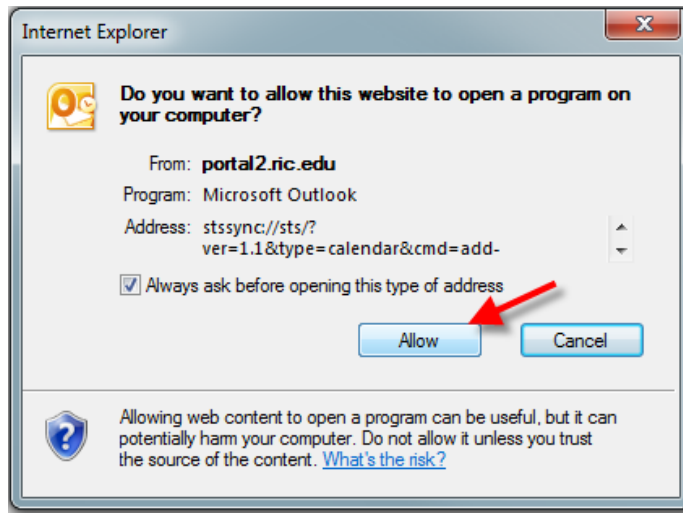 Internet Explorer
Do you want to allow this website to open a program on
your computer?
From: portal2.ric.edu
Program: Microsoft Outlook
Address: stssync://sts/?
ver=1.1&type=calendar&cmd=add-
Always ask before opening this type of address
Allow Cancel
Allowing web content to open a program can be useful, but it can
potentially harm your computer. Do not allow it unless you trust
the source of the content. What's the risk?